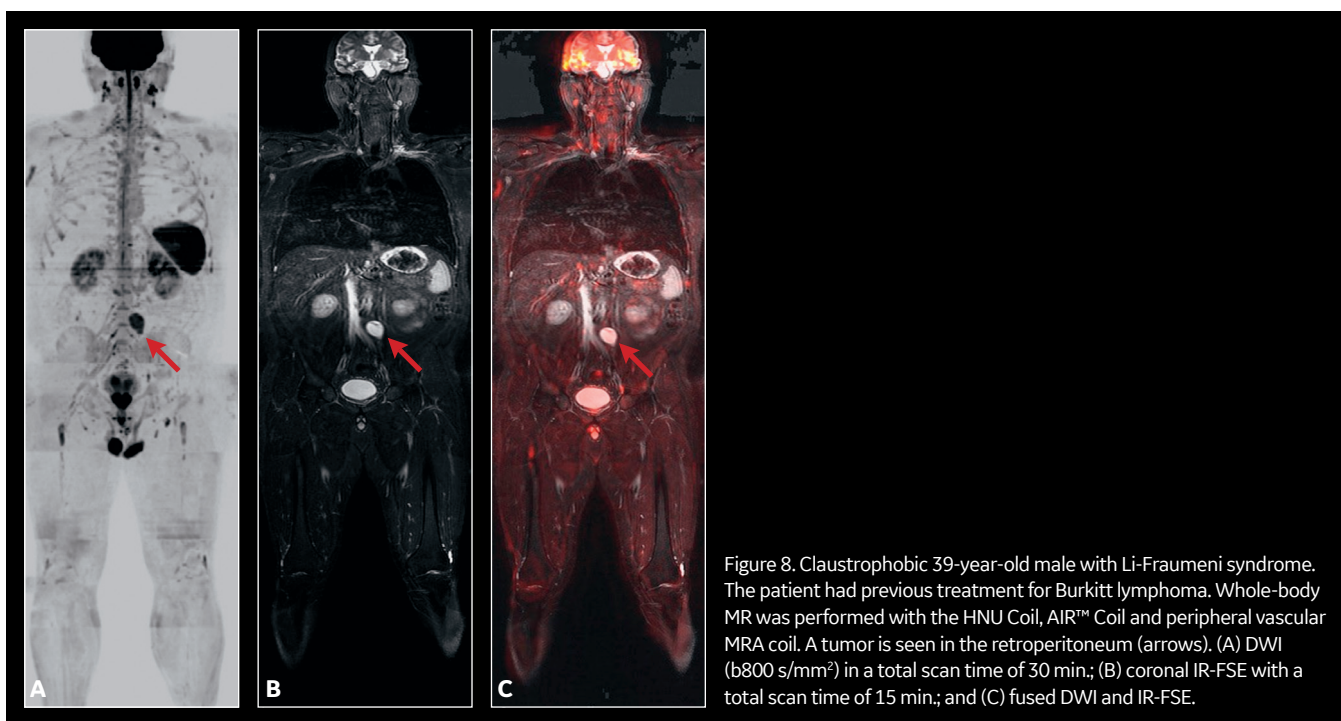 A
B
C
Figure 8. Claustrophobic 39-year-old male with Li-Fraumeni syndrome.
The patient had previous treatment for Burkitt lymphoma. Whole-body
MR was performed with the HNU Coil, AIR™ Coil and peripheral vascular
MRA coil. A tumor is seen in the retroperitoneum (arrows). (A) DWI
(b800 s/mm²) in a total scan time of 30 min.; (B) coronal IR-FSE with a
total scan time of 15 min.; and (C) fused DWI and IR-FSE.